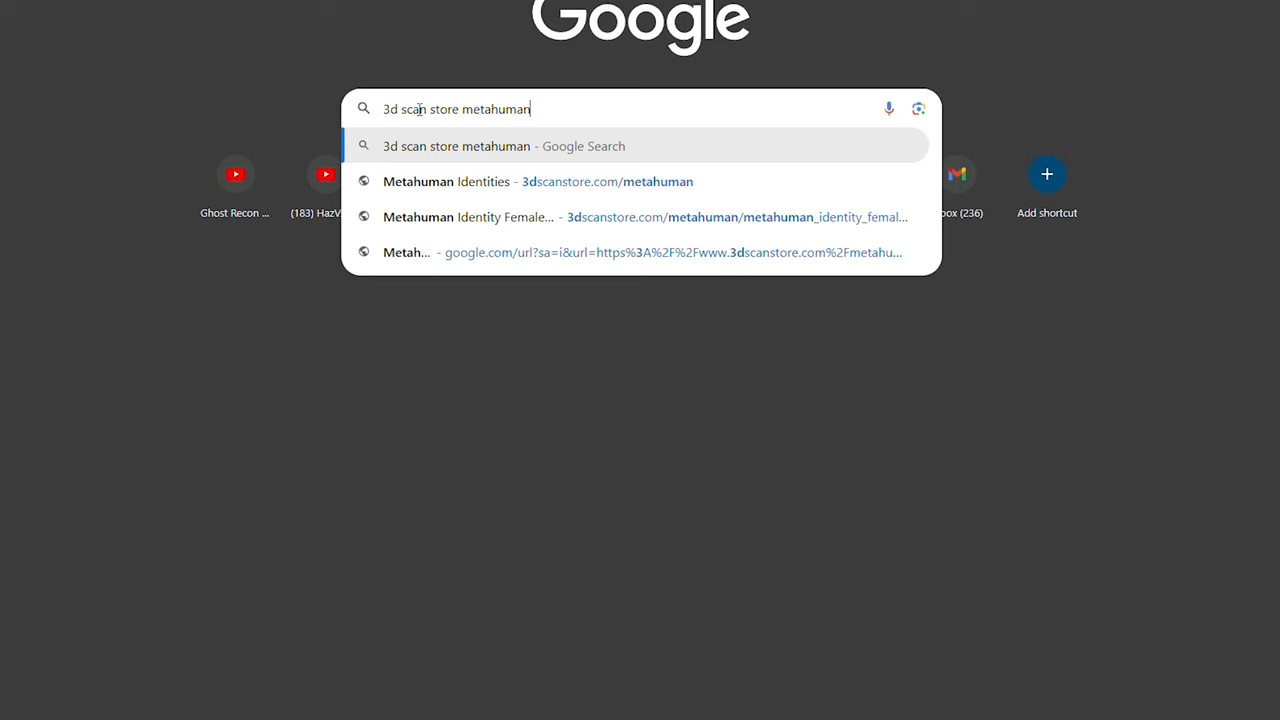 Google
3d scan store metahuman
3d scan store metahuman - Google Search
Metahuman Identities - 3dscanstore.com/metahuman
Metahuman Identity Female... - 3dscanstore.com/metahuman/metahuman_identity_femal...
Metah... - google.com/url?sa=i&url=https%3A%2F%2Fwww.3dscanstore.com%2Fmetahu...
Ghost Recon ...
(183) HazV
box (236)
Add shortcut